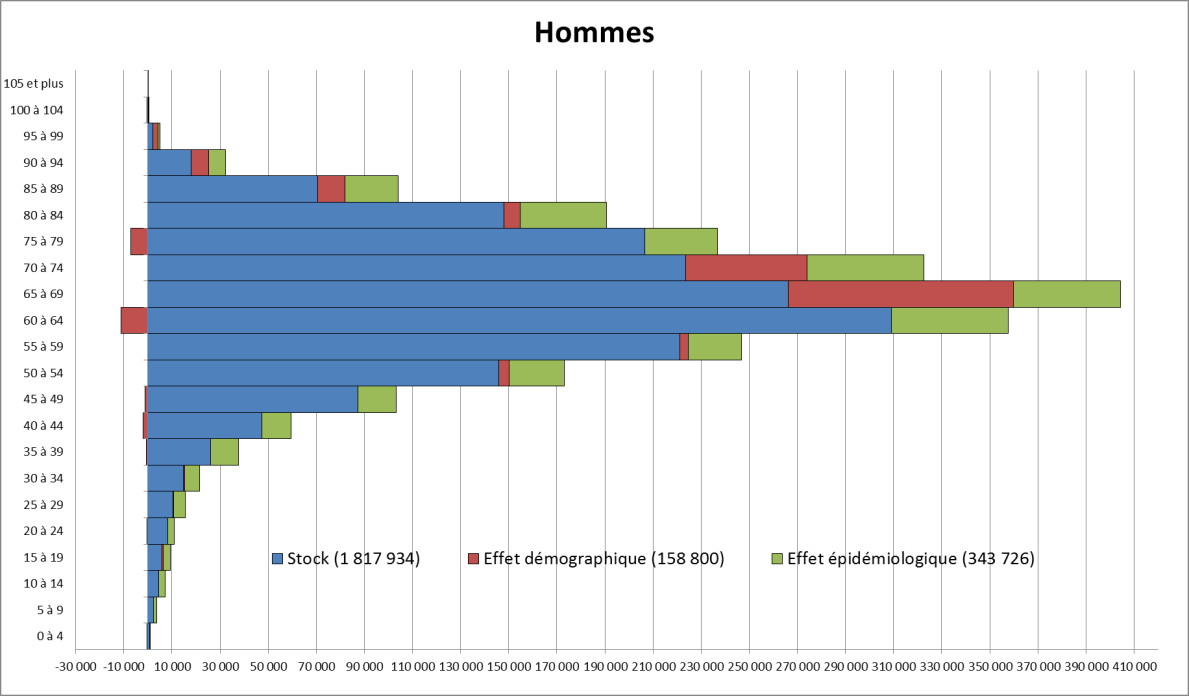 Hommes
105 et plus
100 à 104
95 à 99
90 à 94
85 à 89
80 à 84
75 à 79
70 à 74
65 à 69
60 à 64
55 à 59
50 à 54
45 à 49
40 à 44
35 à 39
30 à 34
25 à 29
20 à 24
15 à 19
10 à 14
5 à 9
0 à 4
Stock (1 817 934) Effet démographique (158 800) Effet épidémiologique (343 726)
-30 000 -10 000 10 000 30 000 50 000 70 000 90 000 110 000 130 000 150 000 170 000 190 000 210 000 230 000 250 000 270 000 290 000 310 000 330 000 350 000 370 000 390 000 410 000